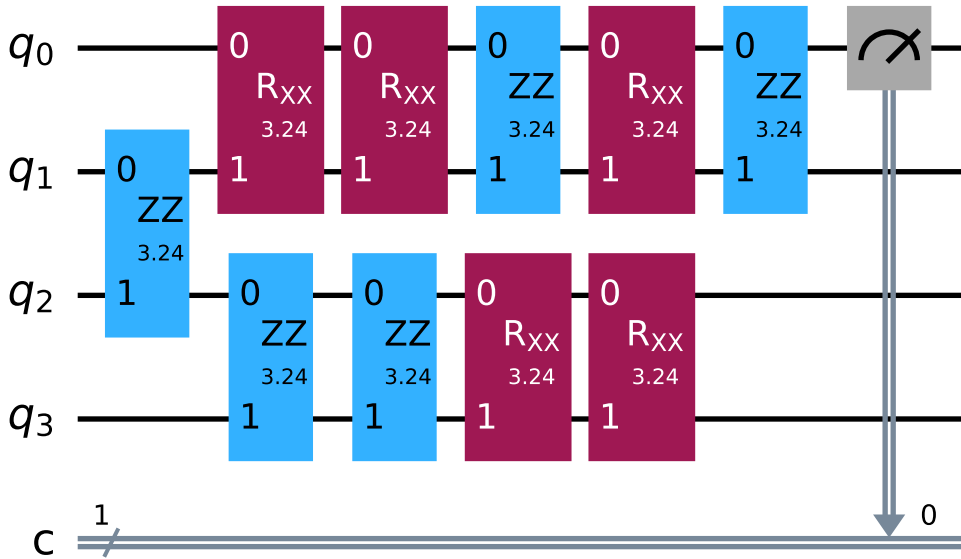 q0 0 0 0 0 0
RXX RXX ZZ RXX ZZ
3.24 3.24 3.24 3.24 3.24
q1 0 1 1 1 1 1
ZZ
3.24
q2 1 0 0 0 0
ZZ ZZ RXX RXX
3.24 3.24 3.24 3.24
q3 1 1 1 1
1 0
c